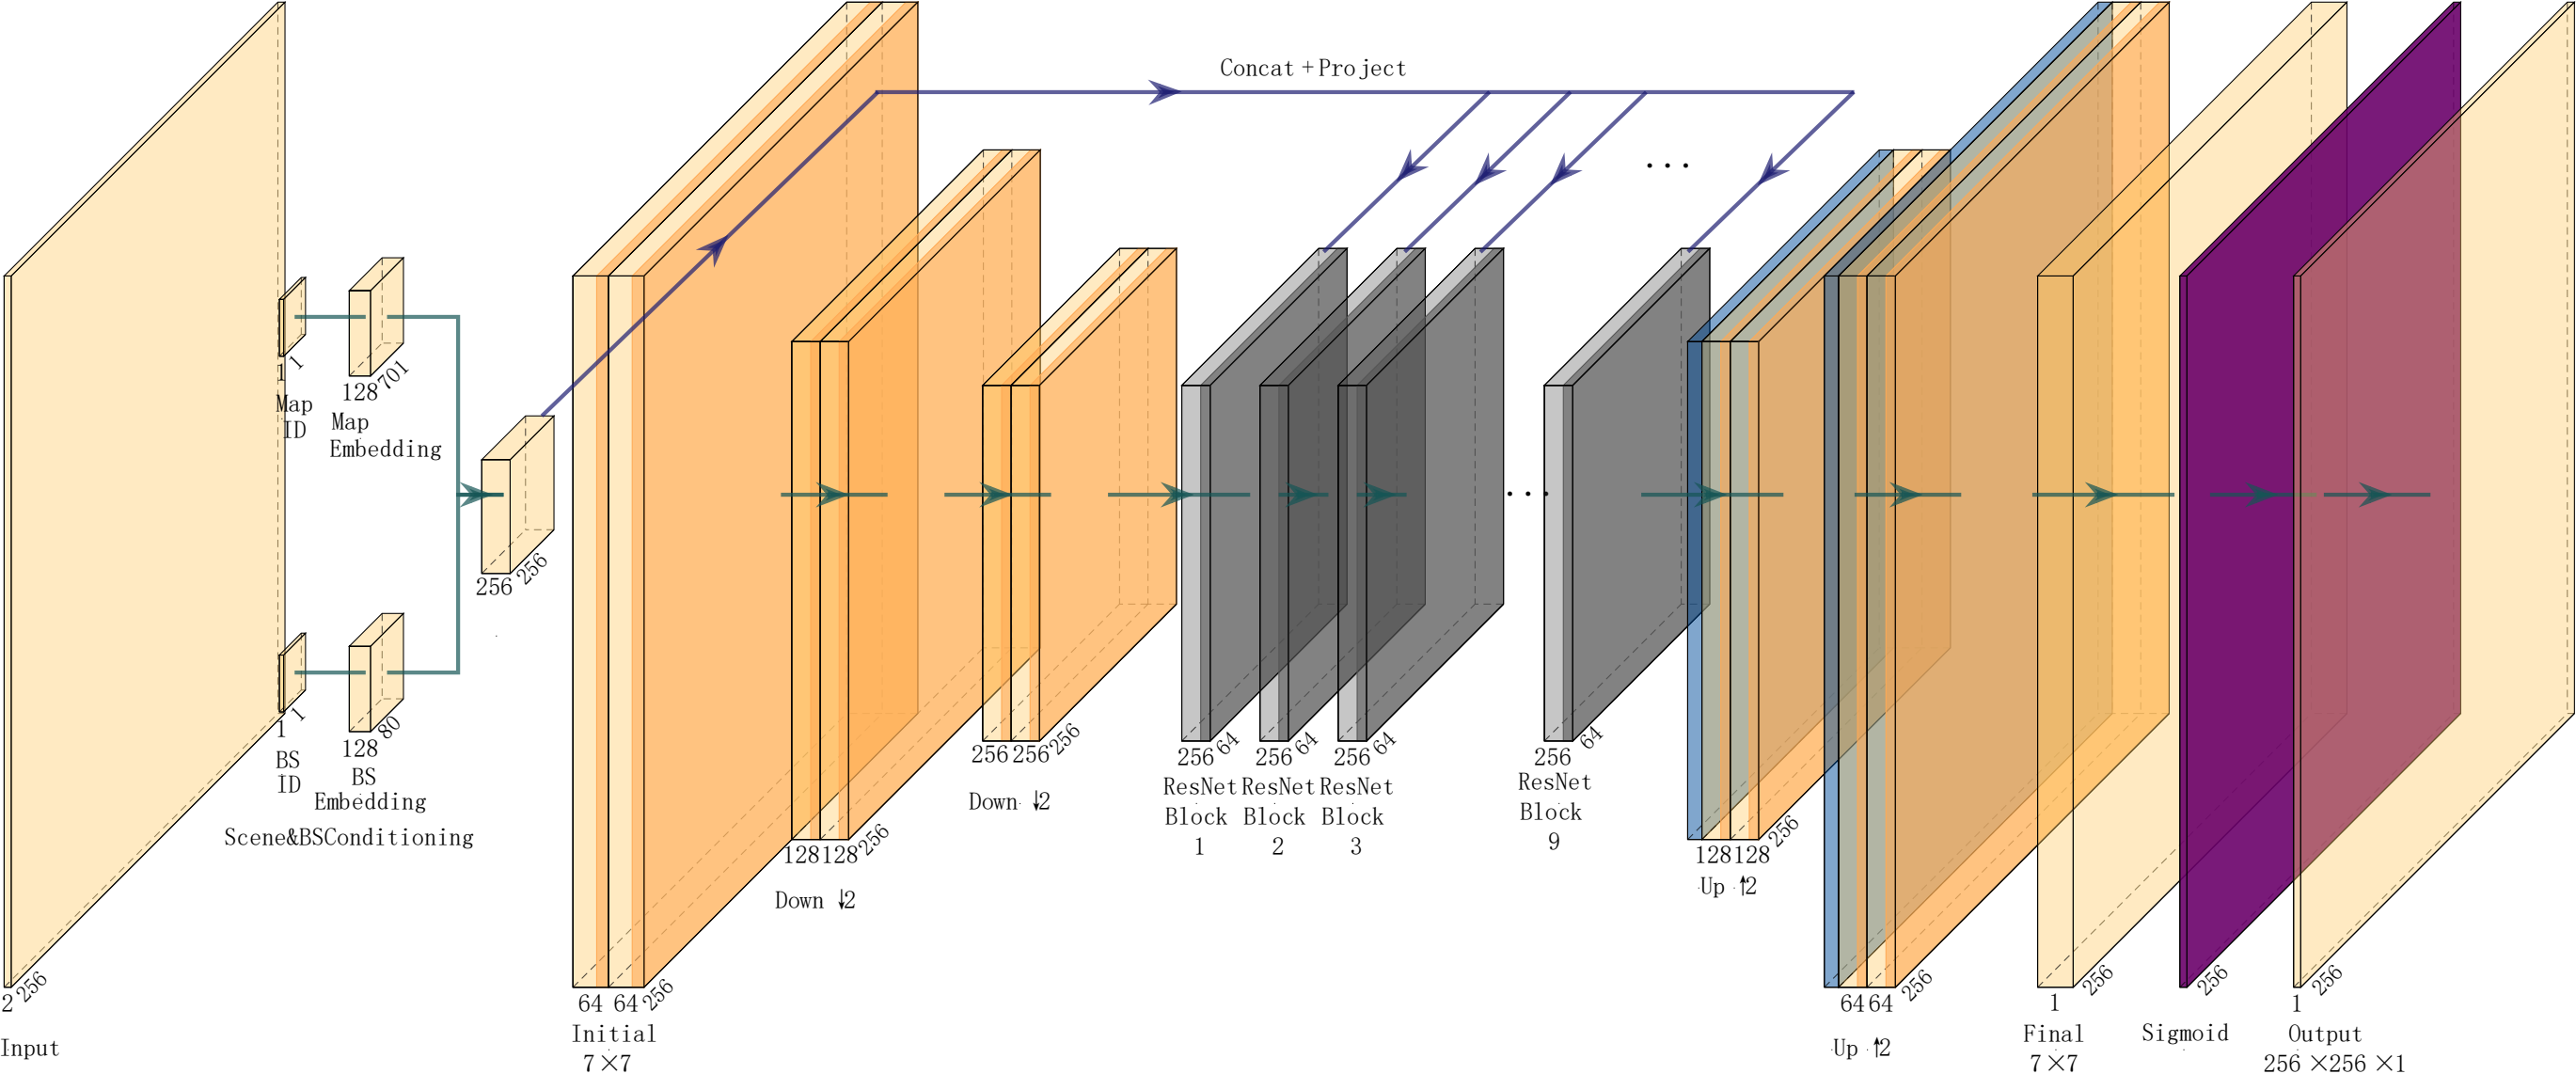 Concat+Project
...
1 1
Map
ID
128 701
Map
Embedding
256 256
1 1
BS
ID
128 80
BS
Embedding
Scene&BSConditioning
2 256
Input
64 64 256
Initial
7×7
128 128 256
Down ↓2
256 256 256
Down ↓2
256 64
ResNet
Block
1
256 64
ResNet
Block
2
256 64
ResNet
Block
3
...
256 64
ResNet
Block
9
128 128 256
Up ↑2
64 64 256
Up ↑2
1 256
Final
7×7
256
Sigmoid
1 256
Output
256×256×1